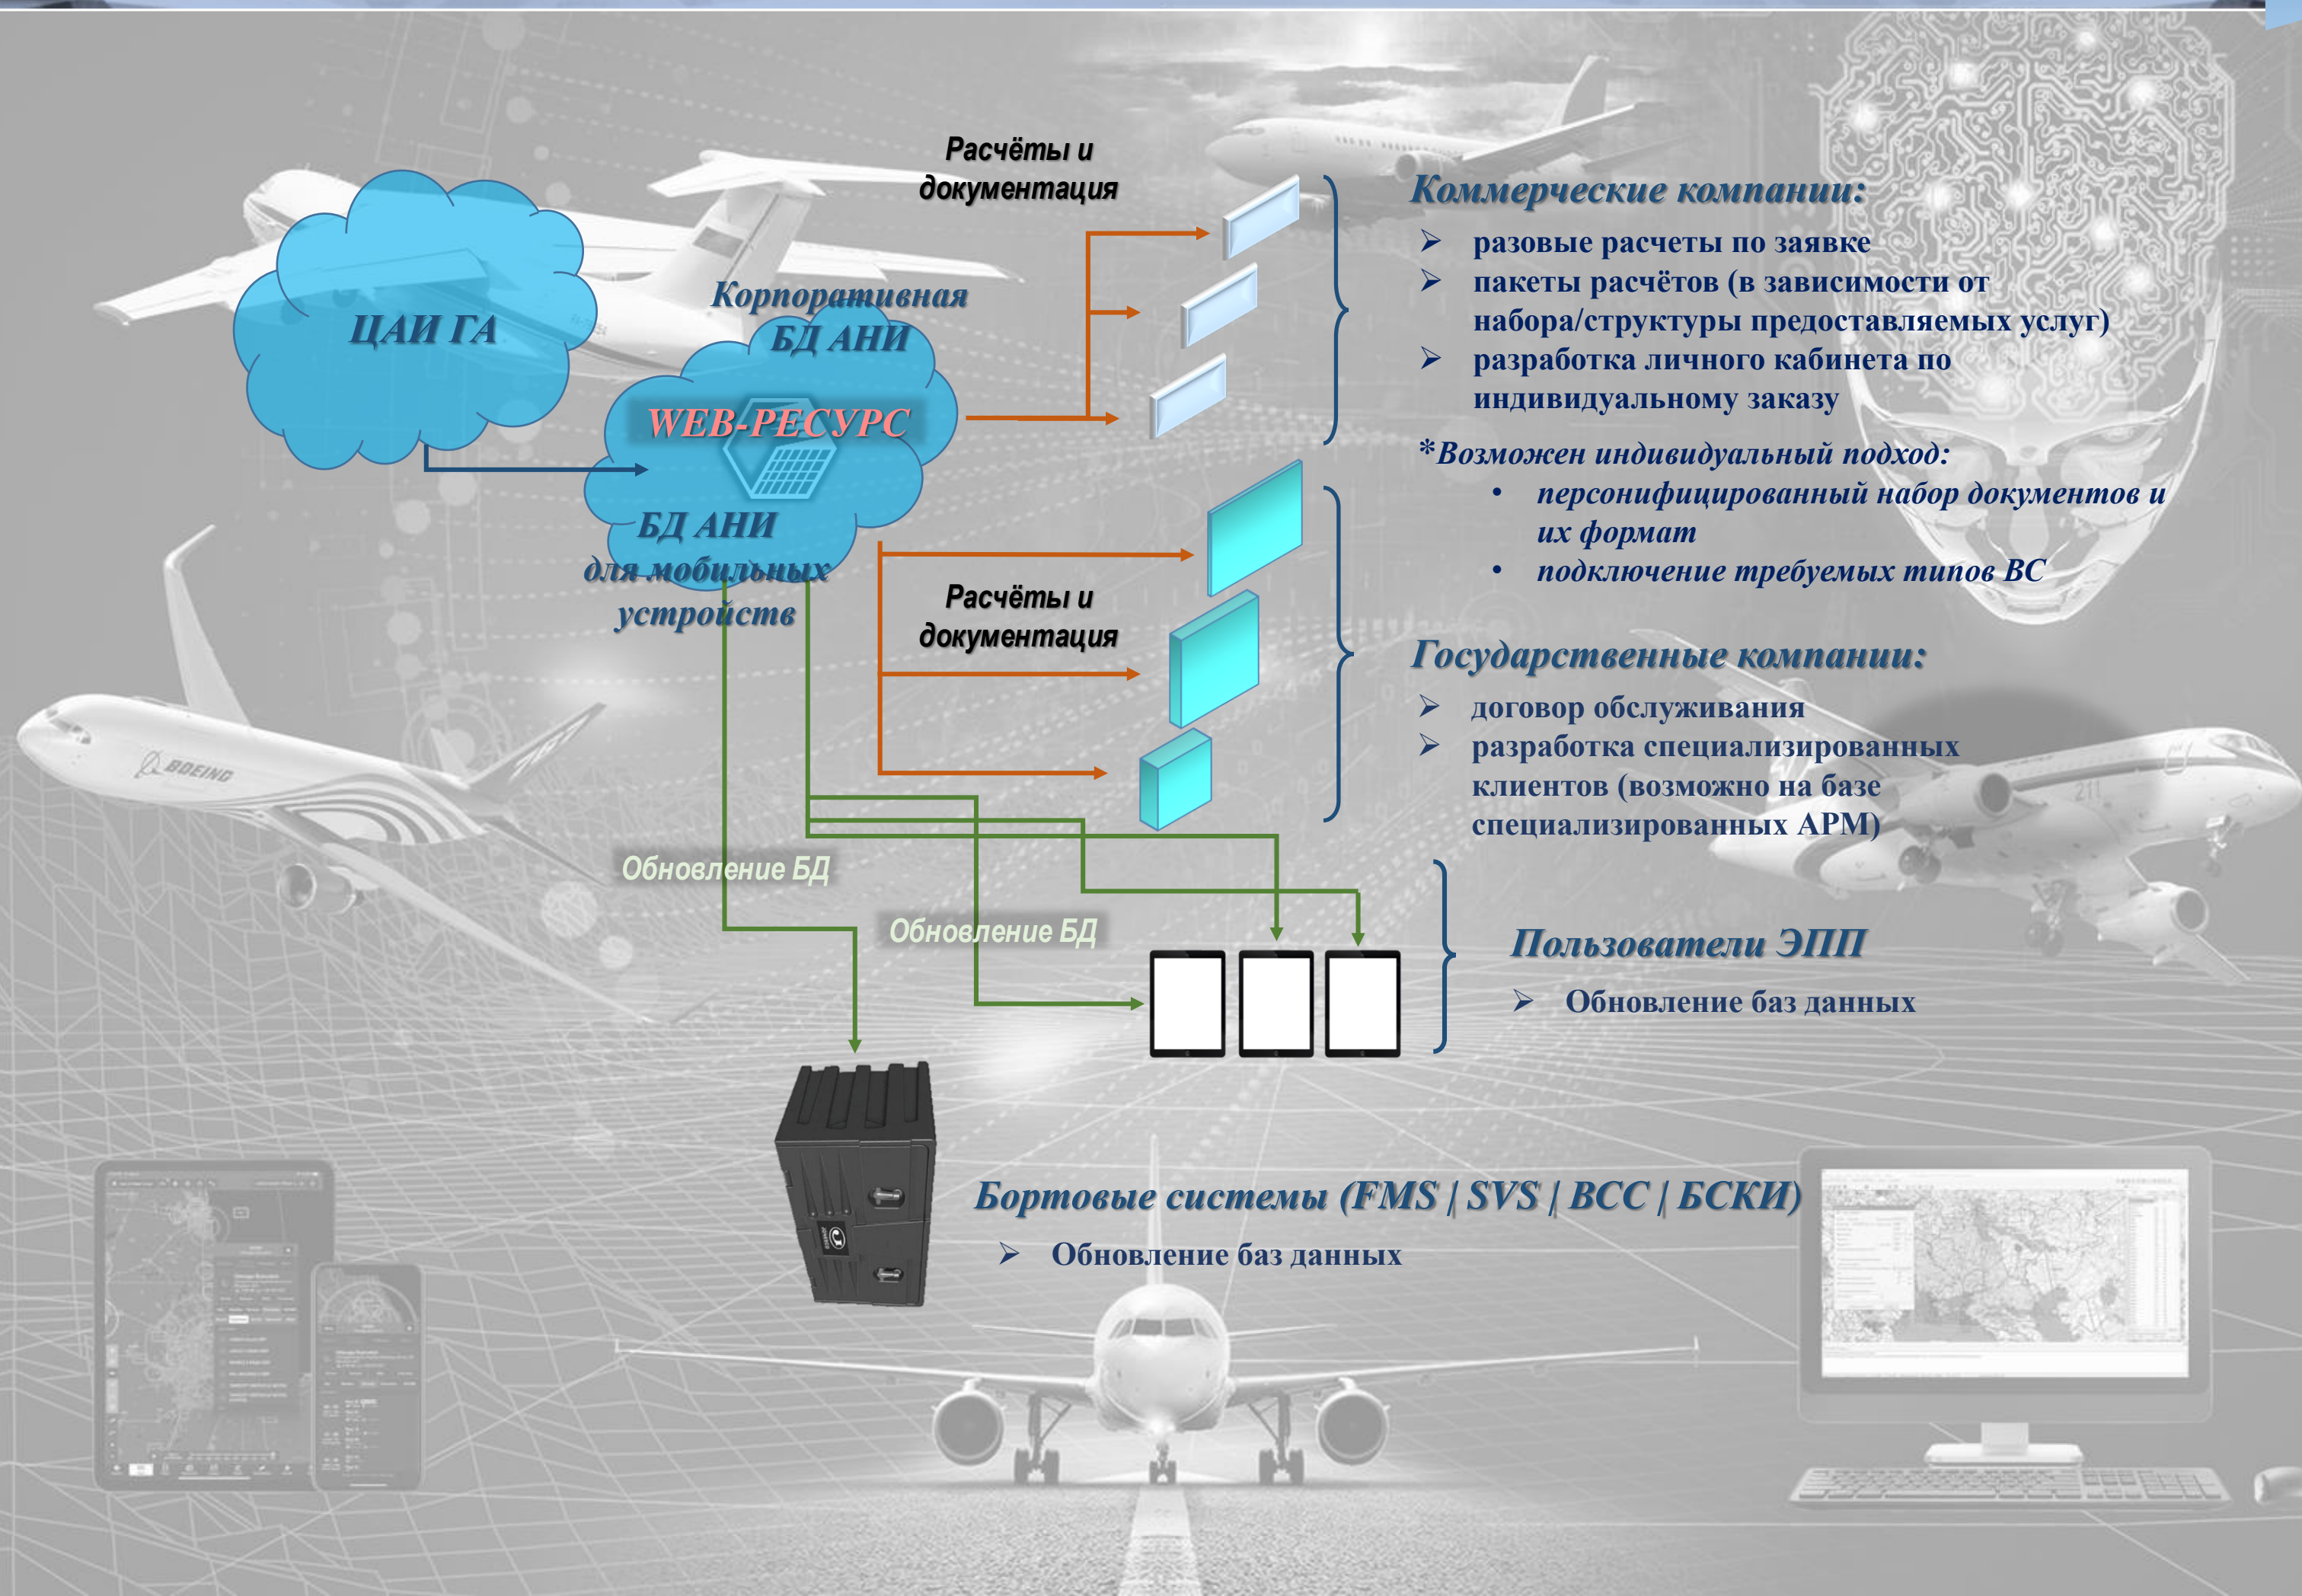 Расчёты и
документация
ЦАИ ГА
Корпоративная
БД АНИ
WEB-РЕСУРС
БД АНИ
для мобильных
устройств
Коммерческие компании:
➢ разовые расчеты по заявке
➢ пакеты расчётов (в зависимости от
набора/структуры предоставляемых услуг)
➢ разработка личного кабинета по
индивидуальному заказу
*Возможен индивидуальный подход:
• персонифицированный набор документов и
их формат
• подключение требуемых типов ВС
Расчёты и
документация
Государственные компании:
➢ договор обслуживания
➢ разработка специализированных
клиентов (возможно на базе
специализированных АРМ)
BOEING
211
Обновление БД
Обновление БД
Пользователи ЭПП
➢ Обновление баз данных
Бортовые системы (FMS | SVS | ВСС | БСКИ)
➢ Обновление баз данных